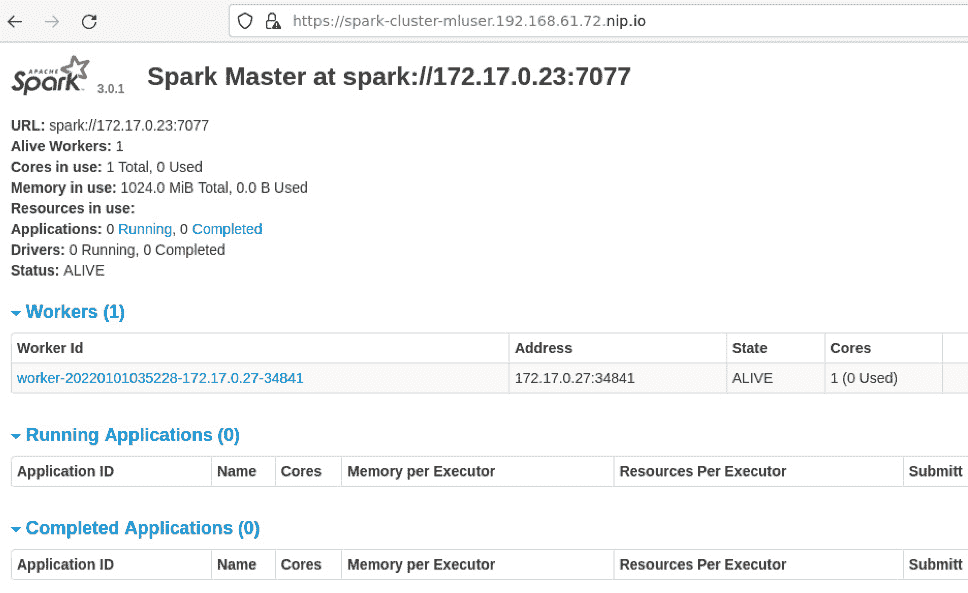 https://spark-cluster-mluser.192.168.61.72.nip.io
APACHE Spark 3.0.1 Spark Master at spark://172.17.0.23:7077
URL: spark://172.17.0.23:7077
Alive Workers: 1
Cores in use: 1 Total, 0 Used
Memory in use: 1024.0 MiB Total, 0.0 B Used
Resources in use:
Applications: 0 Running, 0 Completed
Drivers: 0 Running, 0 Completed
Status: ALIVE
Workers (1)
Worker Id Address State Cores
worker-20220101035228-172.17.0.27-34841 172.17.0.27:34841 ALIVE 1 (0 Used)
Running Applications (0)
Application ID Name Cores Memory per Executor Resources Per Executor Submitt
Completed Applications (0)
Application ID Name Cores Memory per Executor Resources Per Executor Submitt